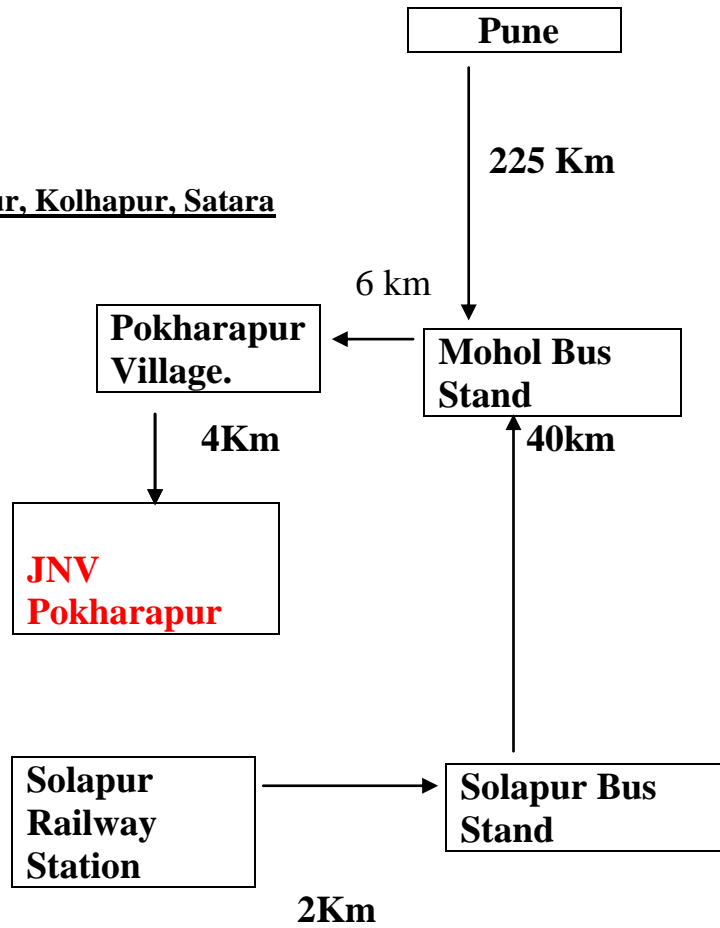 Pune
225 Km
Kolhapur, Satara
6 km
Pokharapur
Village.
Mohol Bus
Stand
4Km
40km
JNV
Pokharapur
Solapur
Railway
Station
Solapur Bus
Stand
2Km